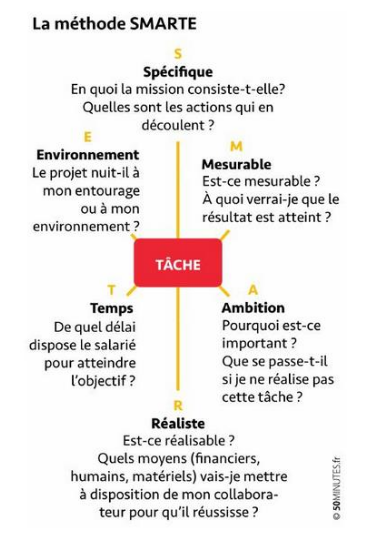 La méthode SMARTE
S
Spécifique
En quoi la mission consiste-t-elle?
Quelles sont les actions qui en
découlent ?
E
Environnement
Le projet nuit-il à
mon entourage
ou à mon
environnement ?
M
Mesurable
Est-ce mesurable ?
À quoi verrai-je que le
résultat est atteint ?
TÂCHE
T
Temps
De quel délai
dispose le salarié
pour atteindre
l'objectif ?
A
Ambition
Pourquoi est-ce
important ?
Que se passe-t-il
si je ne réalise pas
cette tâche ?
R
Réaliste
Est-ce réalisable ?
Quels moyens (financiers,
humains, matériels) vais-je mettre
à disposition de mon collabora-
teur pour qu'il réussisse ?
© 50MINUTES.fr